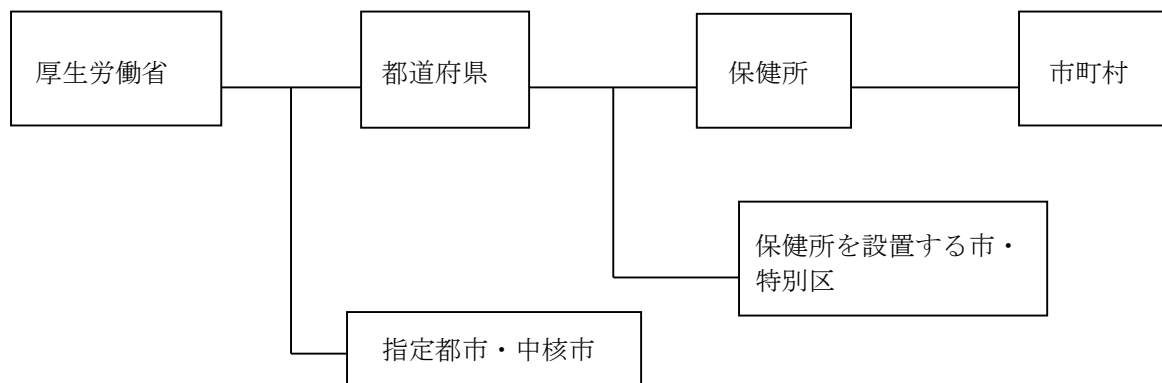 厚生労働省
都道府県
保健所
市町村
保健所を設置する市・
特別区
指定都市・中核市